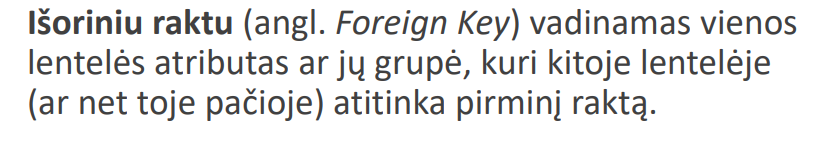 Išoriniu raktu (angl. Foreign Key) vadinamas vienos
lentelės atributas ar jų grupė, kuri kitoje lentelėje
(ar net toje pačioje) atitinka pirminį raktą.